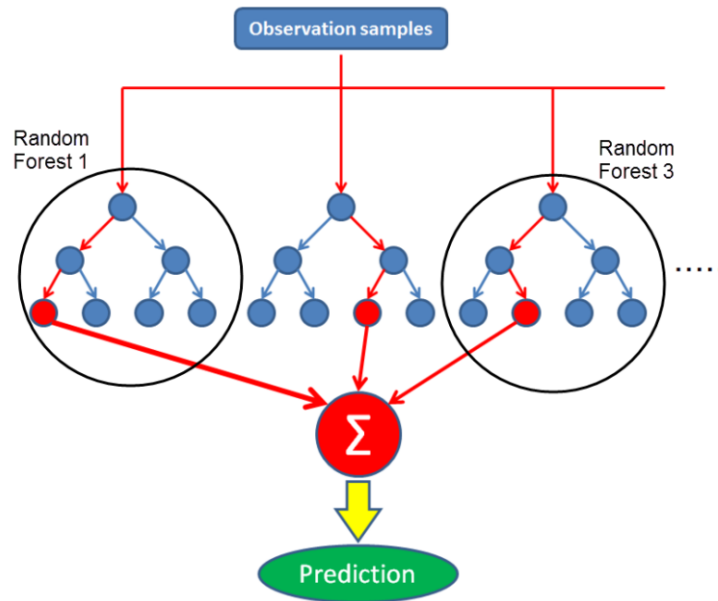 Observation samples
Random
Forest 1
Random
Forest 3
....
Σ
Prediction